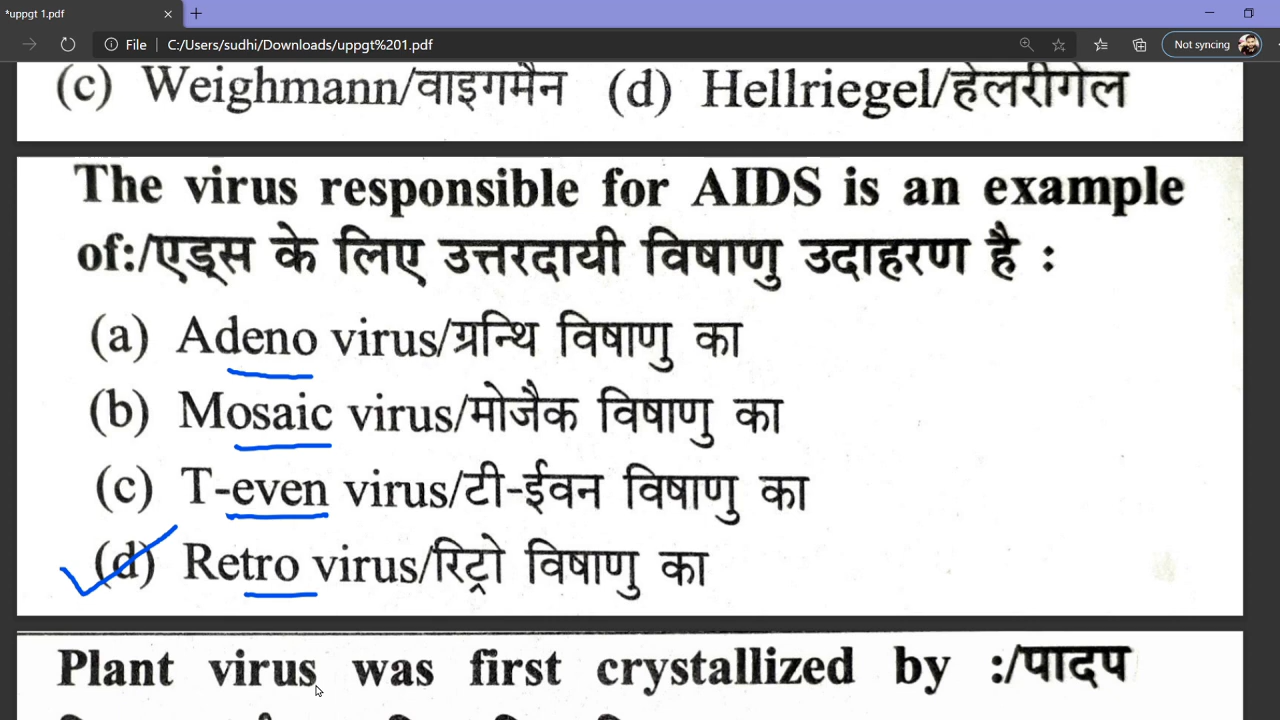 *uppgt 1.pdf
File C:/Users/sudhi/Downloads/uppgt%201.pdf Not syncing
(c) Weighmann/वाइगमैन (d) Hellriegel/हेलरीगेल
The virus responsible for AIDS is an example
of:/एड्स के लिए उत्तरदायी विषाणु उदाहरण है :
(a) Adeno virus/ग्रन्थि विषाणु का
(b) Mosaic virus/मोजैक विषाणु का
(c) T-even virus/टी-ईवन विषाणु का
(d) Retro virus/रिट्रो विषाणु का
Plant virus was first crystallized by :/पादप